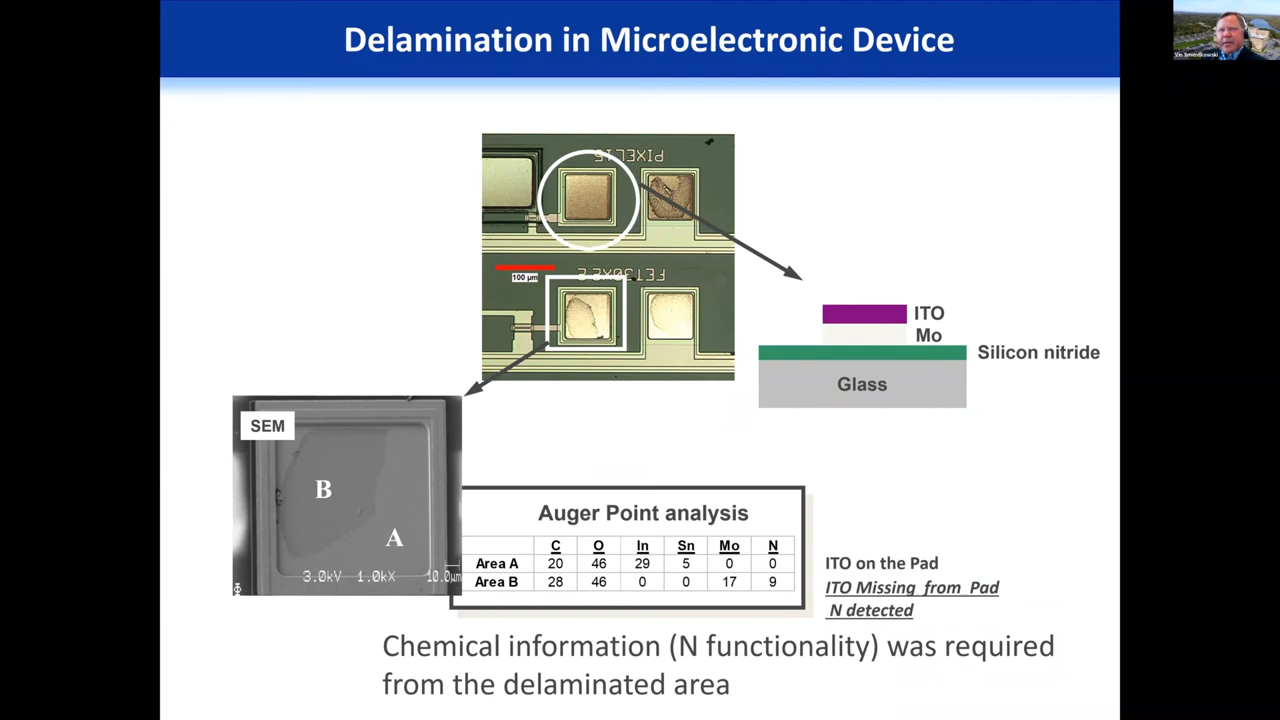 Delamination in Microelectronic Device
PIXEL15
FET30X2.2
100 µm
ITO
Mo
Silicon nitride
Glass
SEM
B
A
3.0kV 1.0kX 10.0µm
Auger Point analysis
C O In Sn Mo N
Area A 20 46 29 5 0 0
Area B 28 46 0 0 17 9
ITO on the Pad
ITO Missing from Pad
N detected
Chemical information (N functionality) was required
from the delaminated area